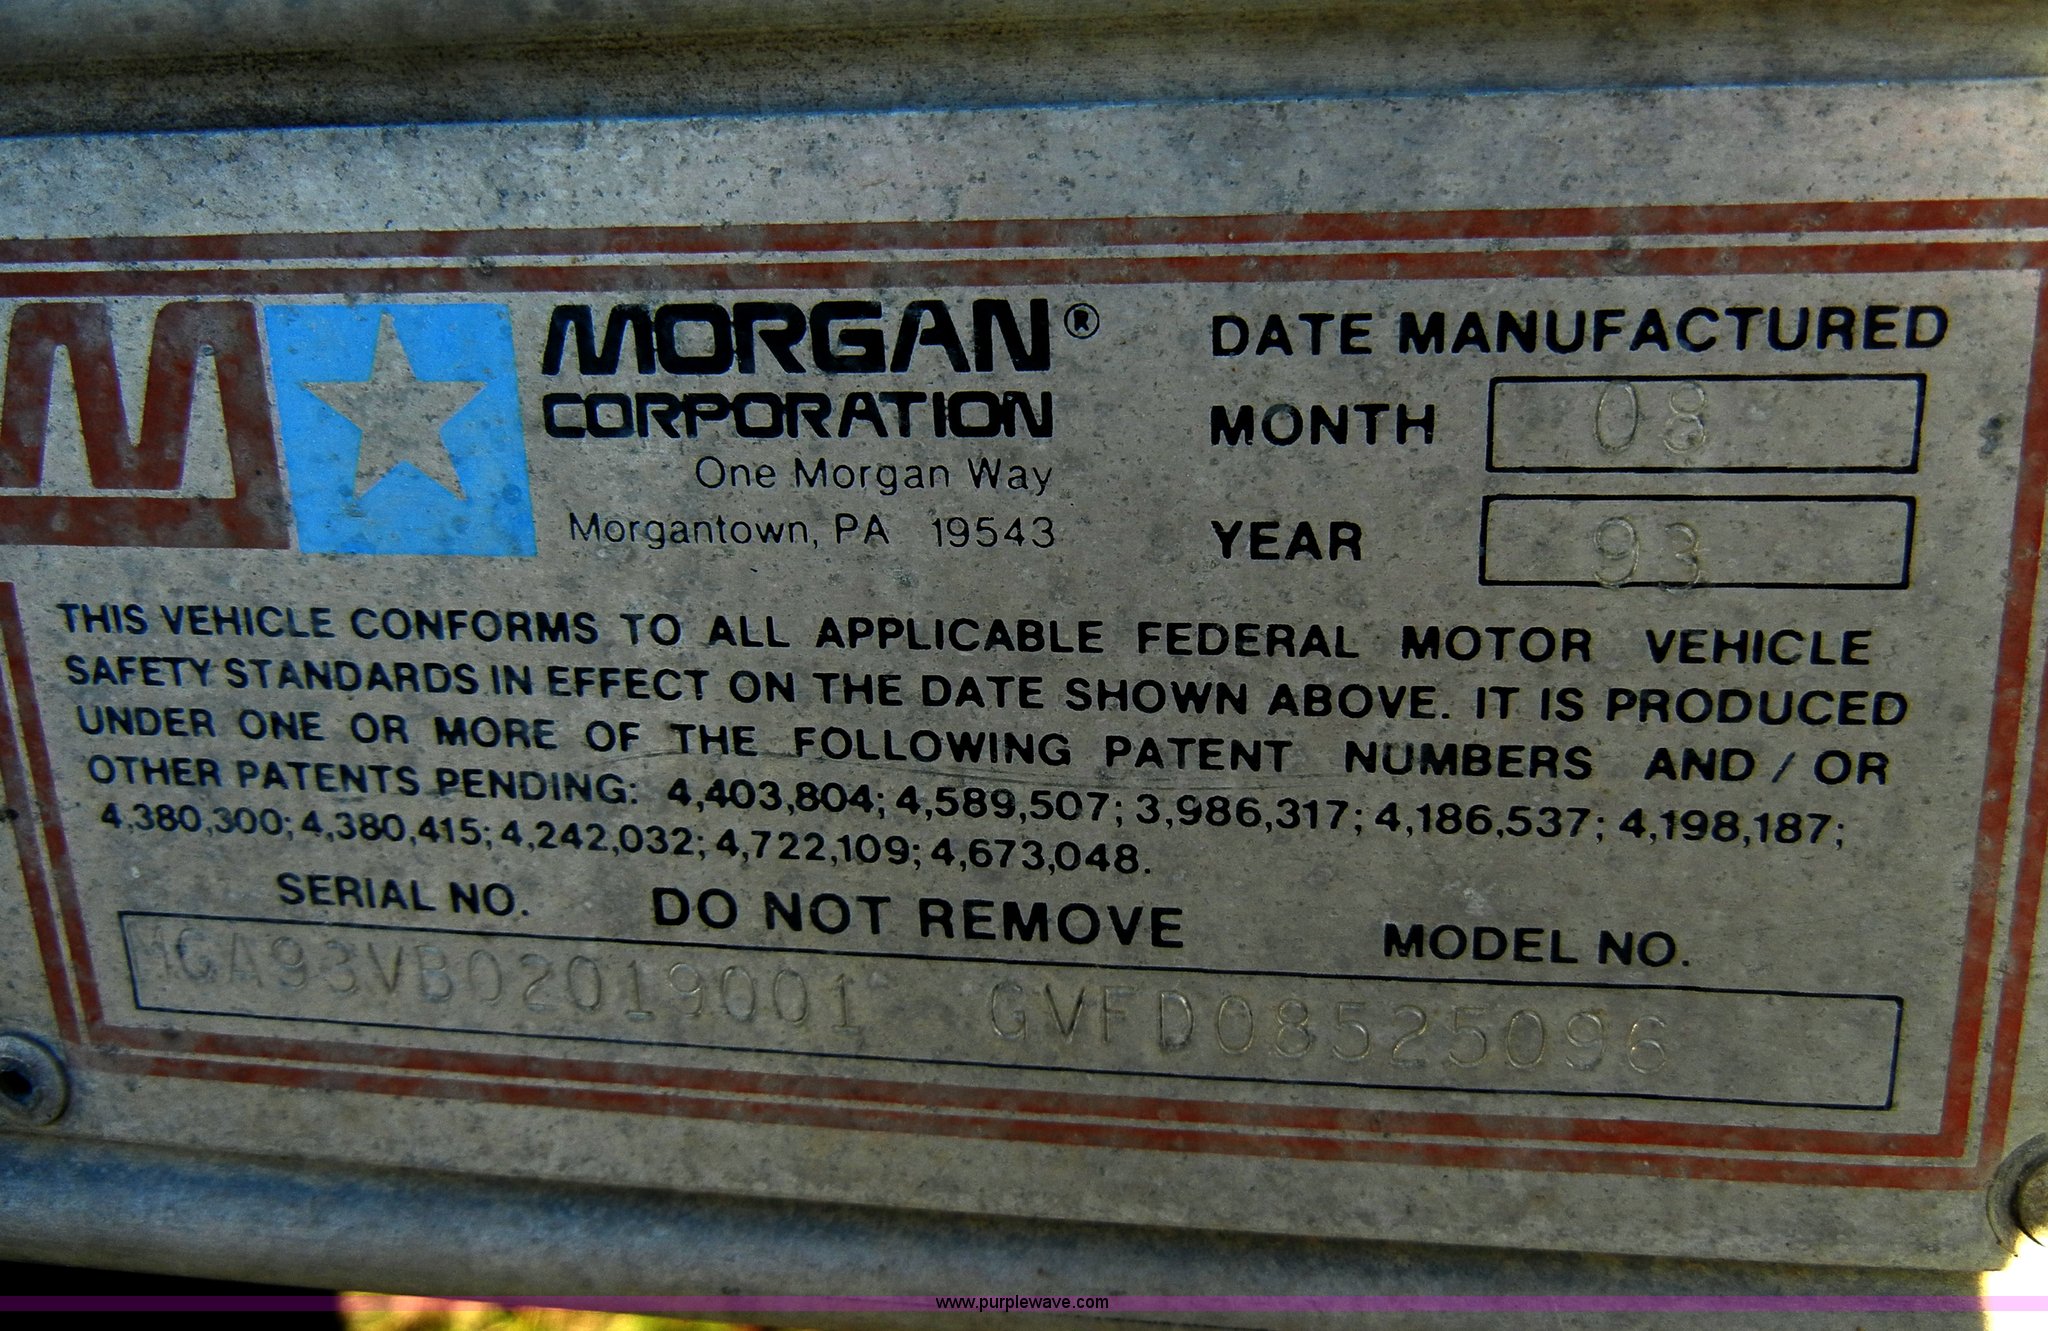 M
MORGAN®
CORPORATION
One Morgan Way
Morgantown, PA 19543
DATE MANUFACTURED
MONTH 08
YEAR 93
THIS VEHICLE CONFORMS TO ALL APPLICABLE FEDERAL MOTOR VEHICLE
SAFETY STANDARDS IN EFFECT ON THE DATE SHOWN ABOVE. IT IS PRODUCED
UNDER ONE OR MORE OF THE FOLLOWING PATENT NUMBERS AND / OR
OTHER PATENTS PENDING: 4,403,804; 4,589,507; 3,986,317; 4,186,537; 4,198,187;
4,380,300; 4,380,415; 4,242,032; 4,722,109; 4,673,048.
SERIAL NO. DO NOT REMOVE MODEL NO.
MGA93VB02019001 GVFD08525096
www.purplewave.com